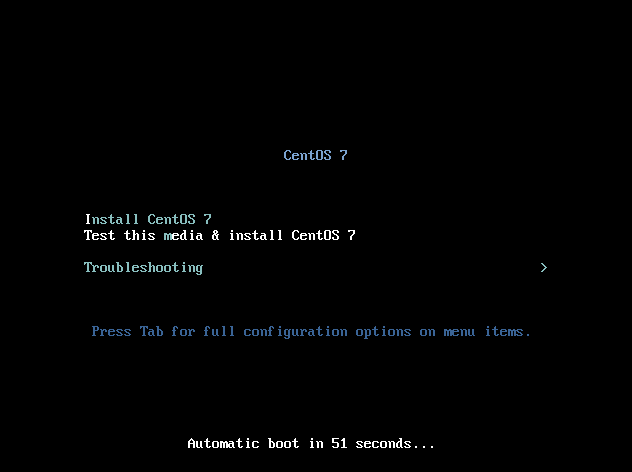 CentOS 7
Install CentOS 7
Test this media & install CentOS 7
Troubleshooting >
Press Tab for full configuration options on menu items.
Automatic boot in 51 seconds...